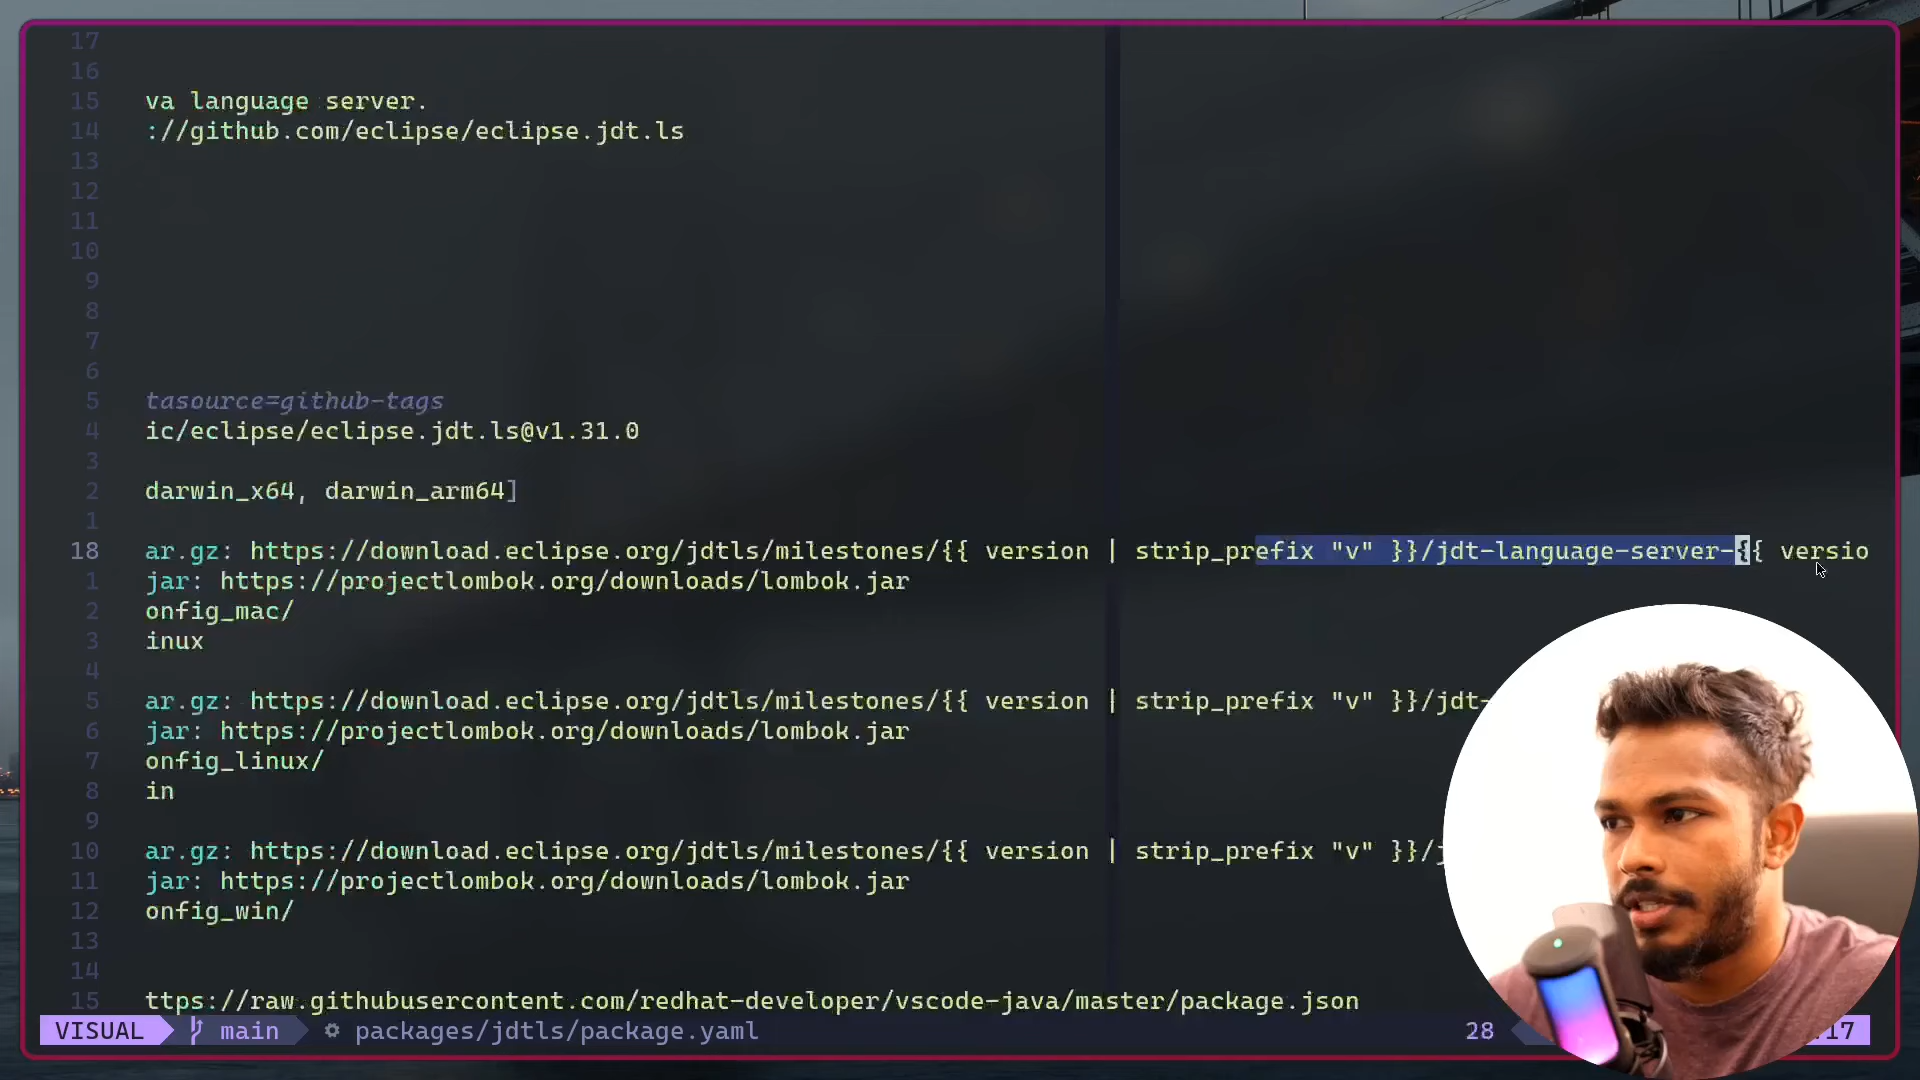 17
16
15 va language server.
14 ://github.com/eclipse/eclipse.jdt.ls
13
12
11
10
9
8
7
6
5 tasource=github-tags
4 ic/eclipse/eclipse.jdt.ls@v1.31.0
3
2 darwin_x64, darwin_arm64]
1
18 ar.gz: https://download.eclipse.org/jdtls/milestones/{{ version | strip_prefix "v" }}/jdt-language-server-{{ versio
1 jar: https://projectlombok.org/downloads/lombok.jar
2 onfig_mac/
3 inux
4
5 ar.gz: https://download.eclipse.org/jdtls/milestones/{{ version | strip_prefix "v" }}/jdt-
6 jar: https://projectlombok.org/downloads/lombok.jar
7 onfig_linux/
8 in
9
10 ar.gz: https://download.eclipse.org/jdtls/milestones/{{ version | strip_prefix "v" }}/j
11 jar: https://projectlombok.org/downloads/lombok.jar
12 onfig_win/
13
14
15 ttps://raw.githubusercontent.com/redhat-developer/vscode-java/master/package.json
VISUAL main packages/jdtls/package.yaml 28 17